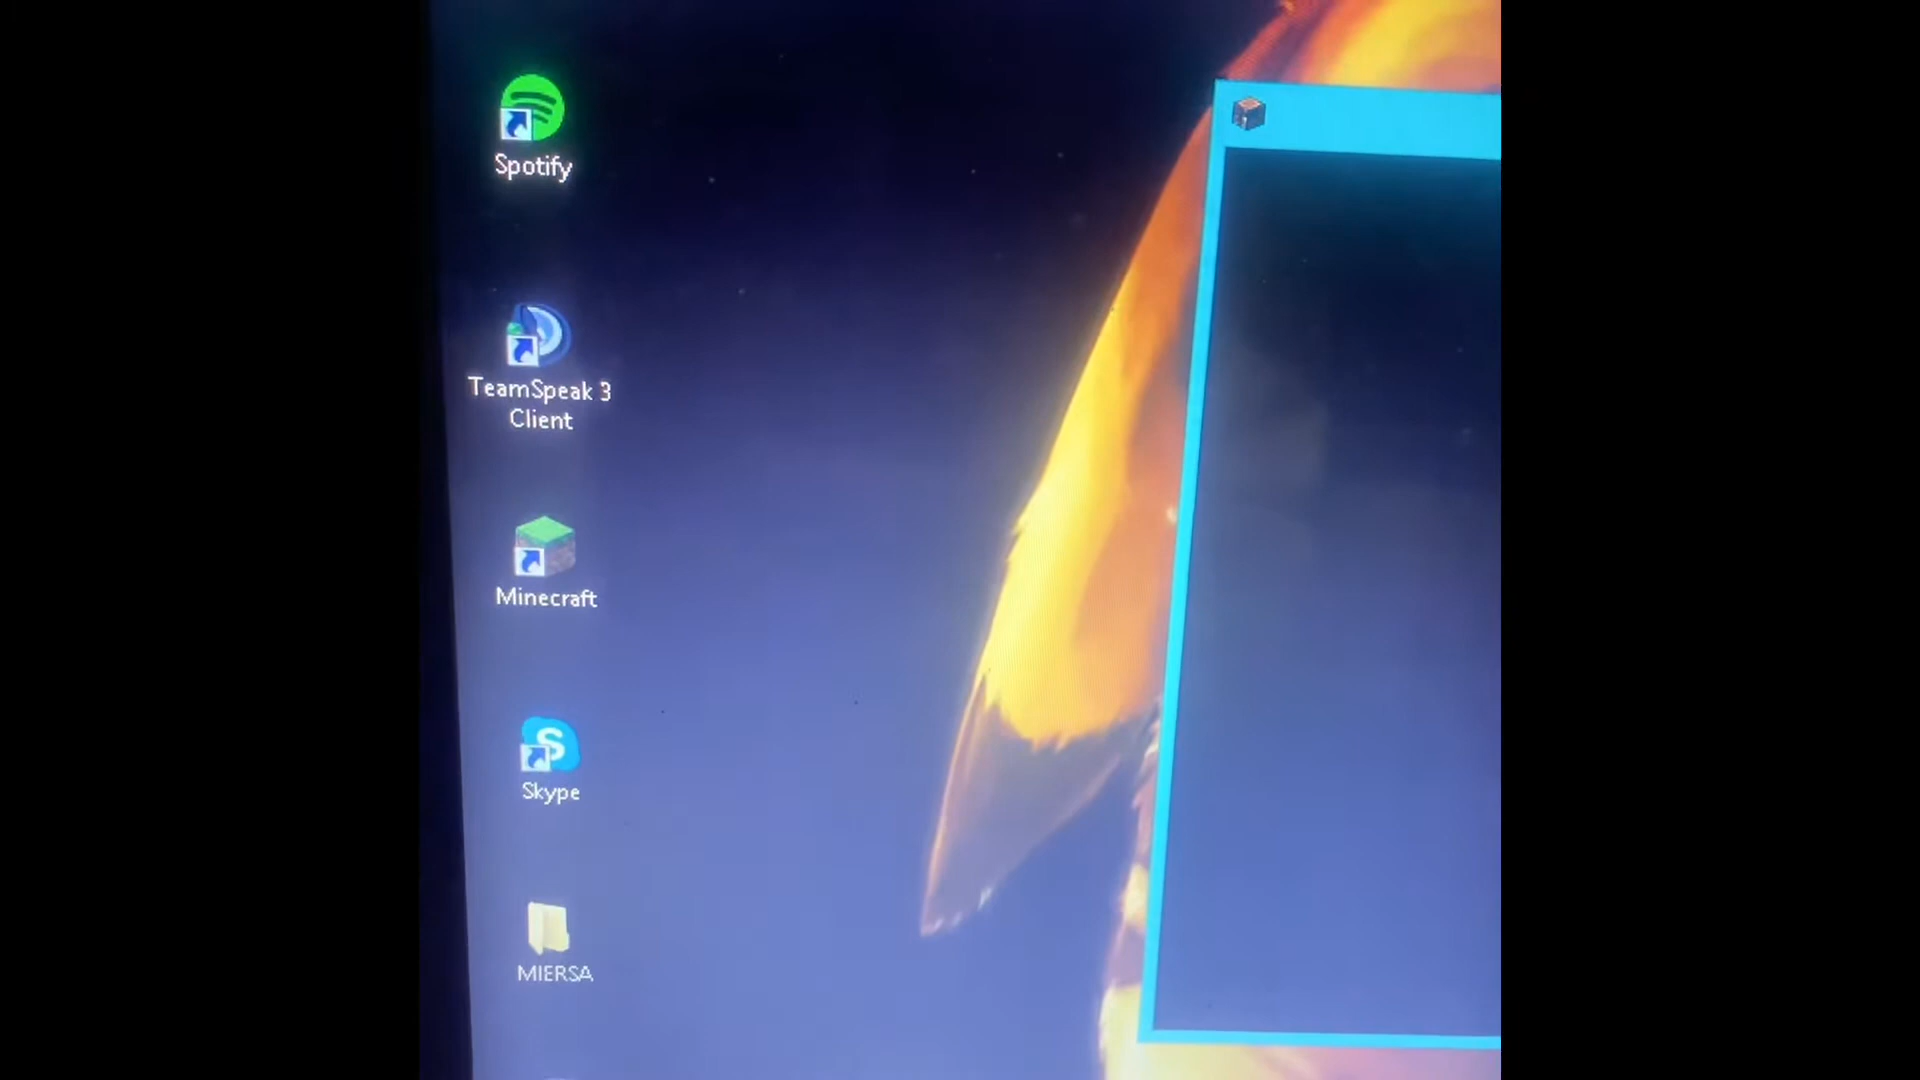 Spotify
TeamSpeak 3
Client
Minecraft
Skype
MIERSA